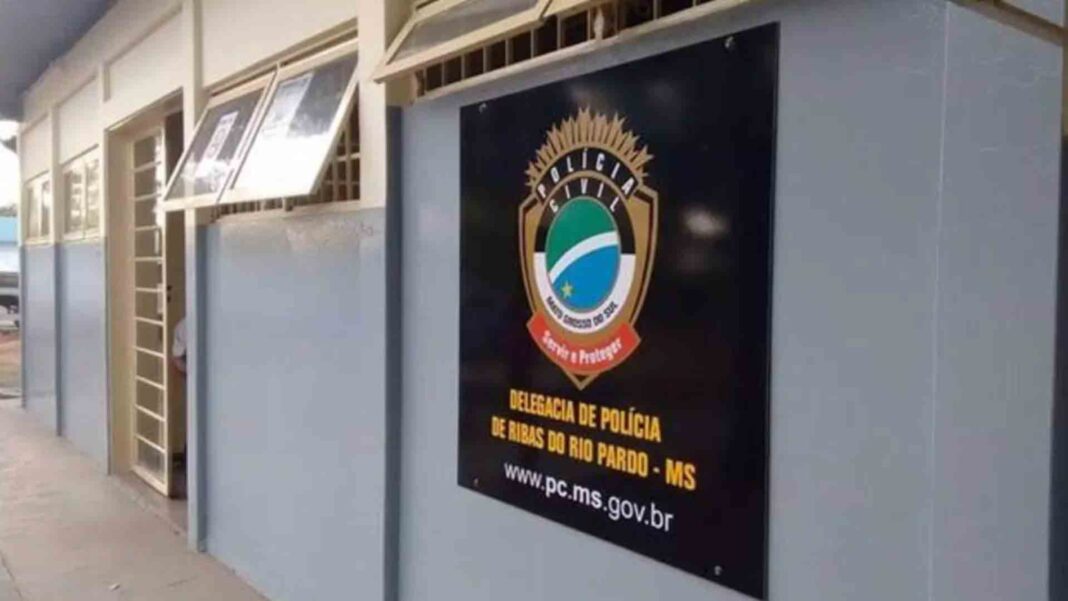 POLÍCIA
CIVIL
MATO GROSSO DO SUL
Servir e Proteger
DELEGACIA DE POLÍCIA
DE RIBAS DO RIO PARDO - MS
www.pc.ms.gov.br